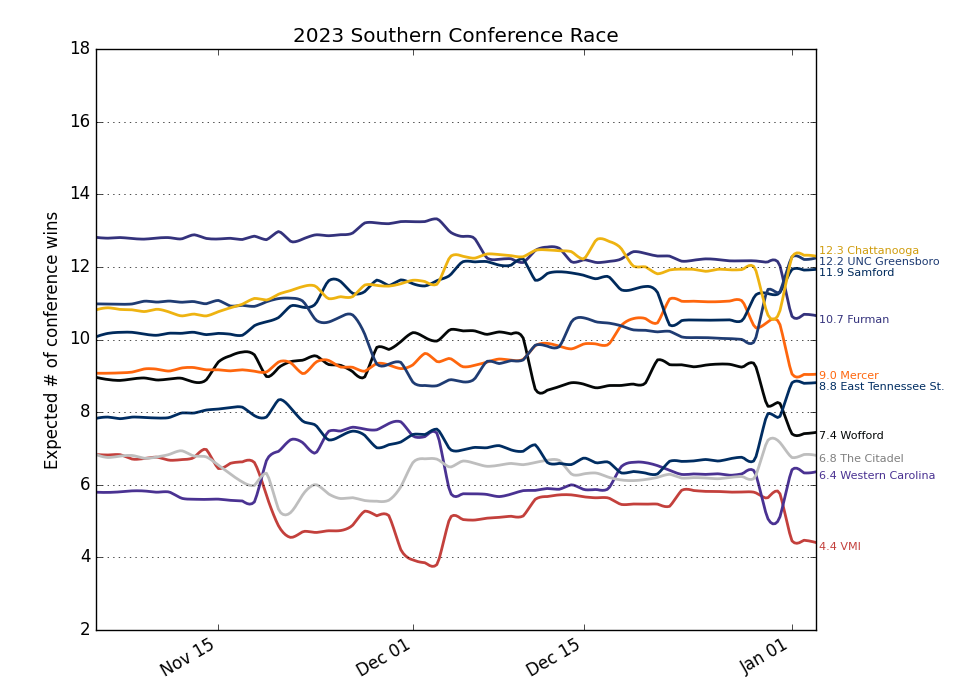 2023 Southern Conference Race
Expected # of conference wins
18
16
14
12
10
8
6
4
2
Nov 15
Dec 01
Dec 15
Jan 01
12.3 Chattanooga
12.2 UNC Greensboro
11.9 Samford
10.7 Furman
9.0 Mercer
8.8 East Tennessee St.
7.4 Wofford
6.8 The Citadel
6.4 Western Carolina
4.4 VMI